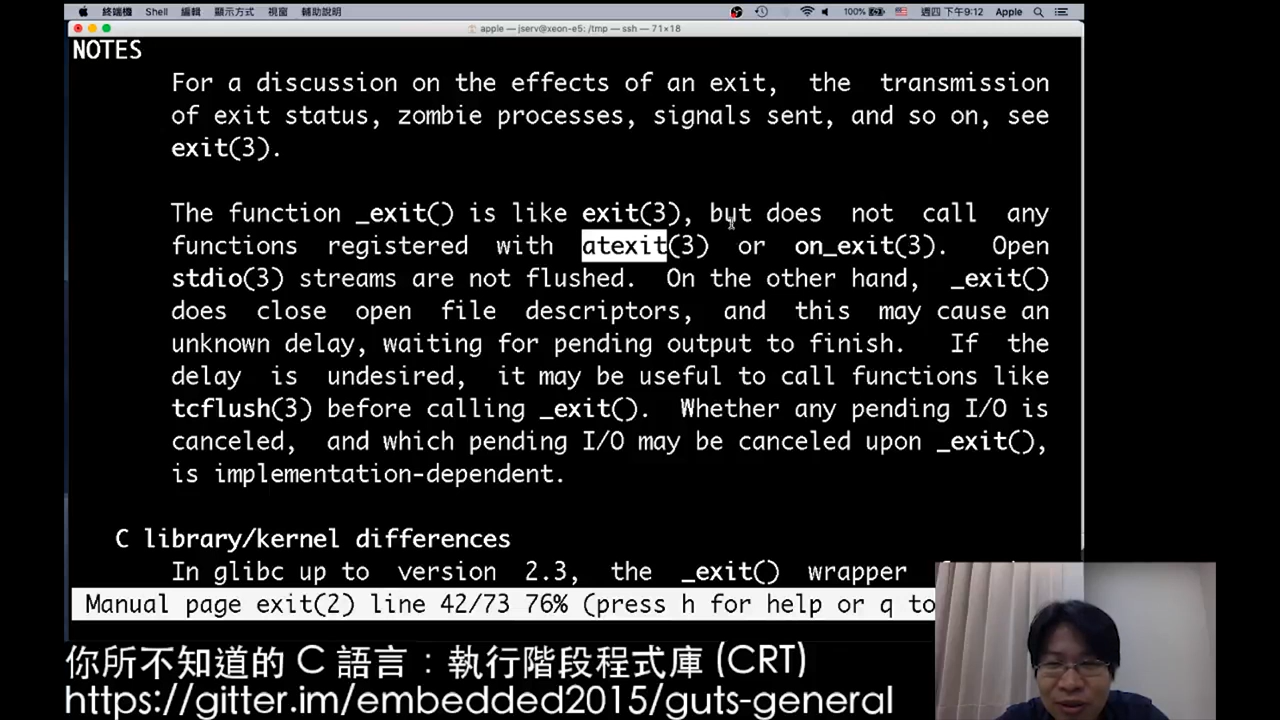 終端機 Shell 編輯 顯示方式 視窗 輔助說明 100% 週四 下午9:12 Apple
apple — jserv@xeon-e5: /tmp — ssh — 71×18
NOTES
For a discussion on the effects of an exit, the transmission
of exit status, zombie processes, signals sent, and so on, see
exit(3).
The function _exit() is like exit(3), but does not call any
functions registered with atexit(3) or on_exit(3). Open
stdio(3) streams are not flushed. On the other hand, _exit()
does close open file descriptors, and this may cause an
unknown delay, waiting for pending output to finish. If the
delay is undesired, it may be useful to call functions like
tcflush(3) before calling _exit(). Whether any pending I/O is
canceled, and which pending I/O may be canceled upon _exit(),
is implementation-dependent.
C library/kernel differences
In glibc up to version 2.3, the _exit() wrapper
Manual page exit(2) line 42/73 76% (press h for help or q to
你所不知道的 C 語言：執行階段程式庫 (CRT)
https://gitter.im/embedded2015/guts-general